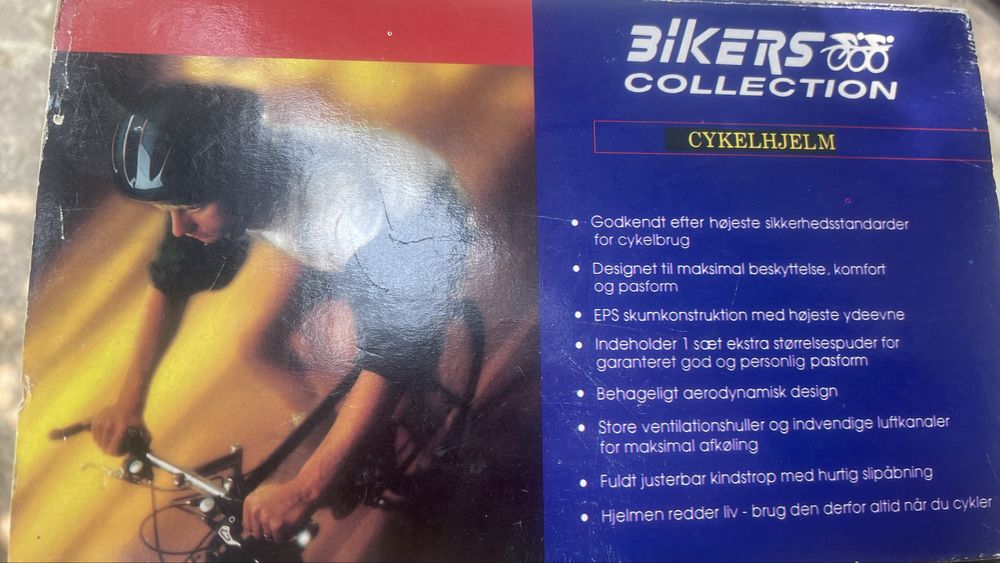 BIKERS
COLLECTION
CYKELHJELM
• Godkendt efter højeste sikkerhedsstandarder
for cykelbrug
• Designet til maksimal beskyttelse, komfort
og pasform
• EPS skumkonstruktion med højeste ydeevne
• Indeholder 1 sæt ekstra størrelsespuder for
garanteret god og personlig pasform
• Behageligt aerodynamisk design
• Store ventilationshuller og indvendige luftkanaler
for maksimal afkøling
• Fuldt justerbar kindstrop med hurtig slipåbning
• Hjelmen redder liv - brug den derfor altid når du cykler